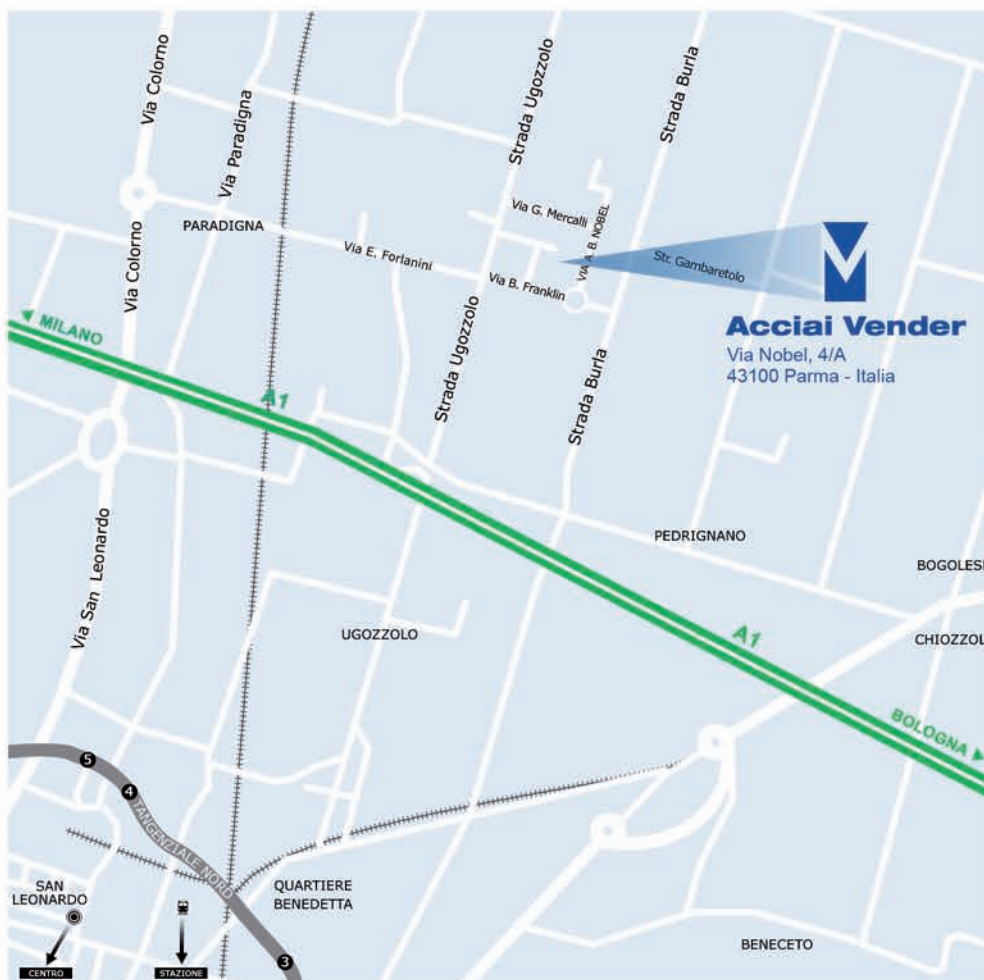 Via Colorno
Via Paradigna
Strada Ugozzolo
Strada Burla
Via G. Mercalli
VIA A. B. NOBEL
PARADIGNA
Via Colorno
Via E. Forlanini
Via B. Franklin
Str. Gambaretolo
Acciai Vender
Via Nobel, 4/A
43100 Parma - Italia
◄ MILANO
A1
Strada Ugozzolo
Strada Burla
PEDRIGNANO
BOGOLESE
Via San Leonardo
UGOZZOLO
A1
CHIOZZOL
BOLOGNA ►
5
4
TANGENZIALE NORD
SAN
LEONARDO
QUARTIERE
BENEDETTA
BENECETO
CENTRO
STAZIONE
3